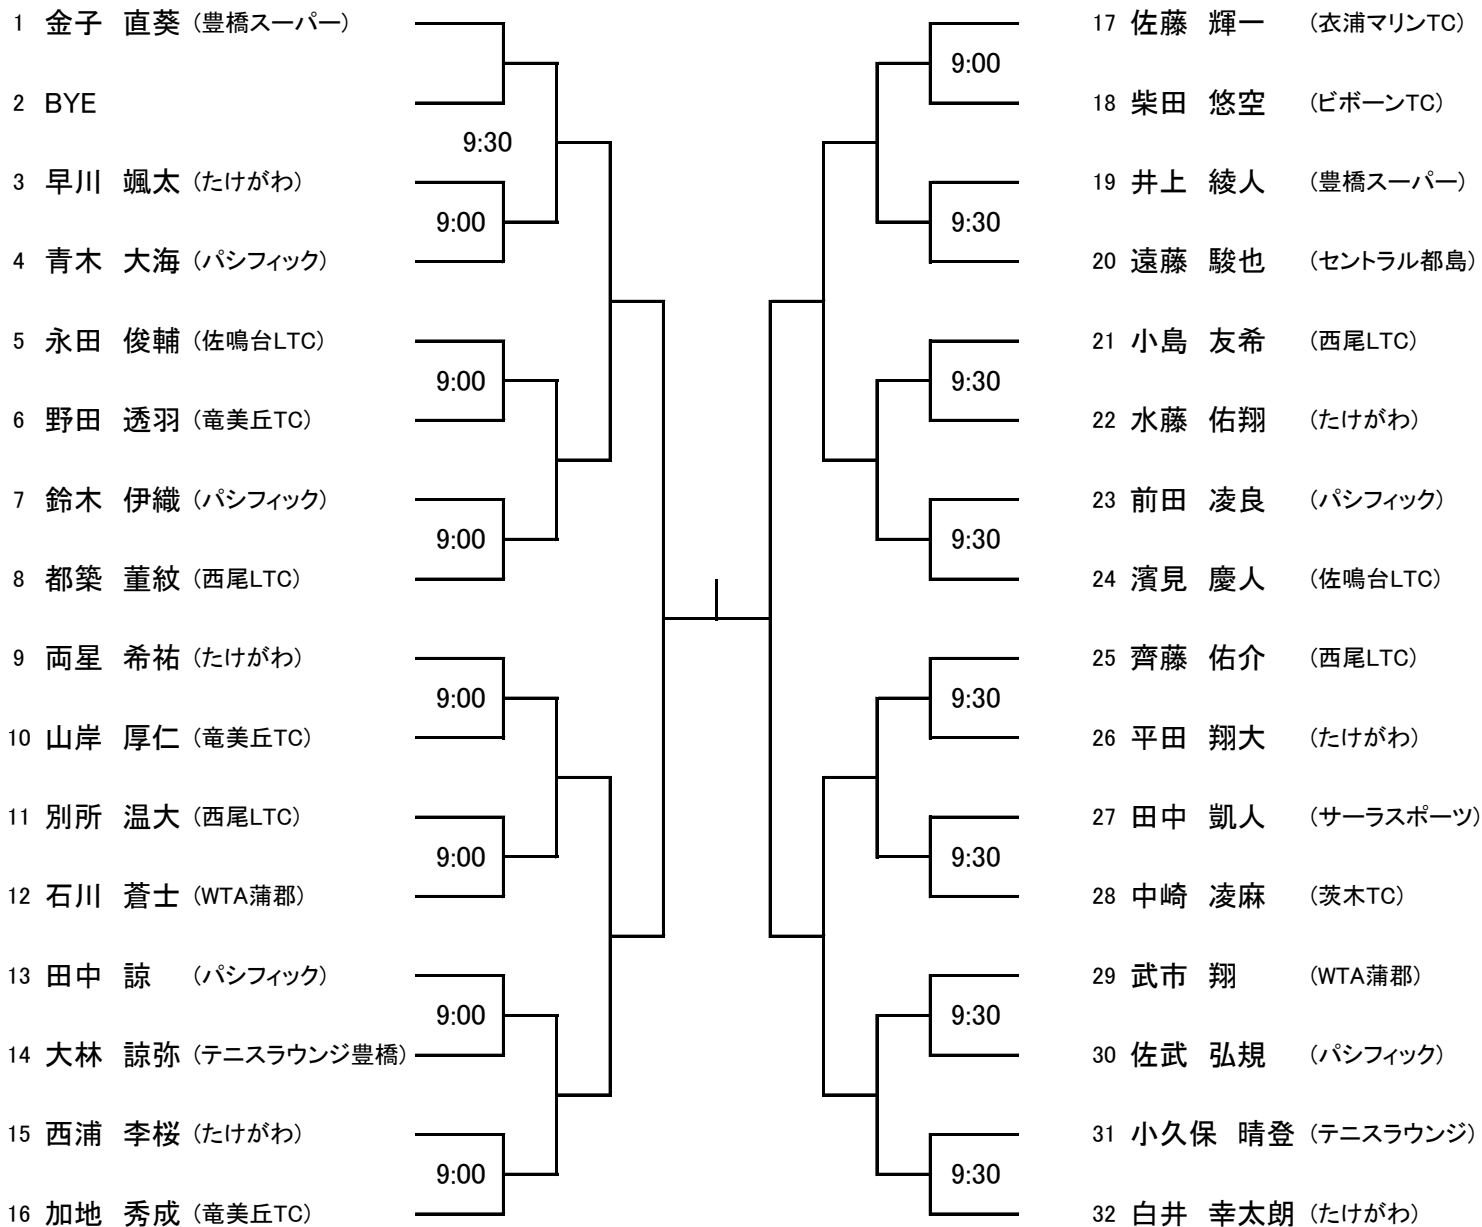 1 金子 直葵 (豊橋スーパー)
2 BYE
9:30
3 早川 颯太 (たけがわ)
9:00
4 青木 大海 (パシフィック)
5 永田 俊輔 (佐鳴台LTC)
9:00
6 野田 透羽 (竜美丘TC)
7 鈴木 伊織 (パシフィック)
9:00
8 都築 董紋 (西尾LTC)
9 両星 希祐 (たけがわ)
9:00
10 山岸 厚仁 (竜美丘TC)
11 別所 温大 (西尾LTC)
9:00
12 石川 蒼士 (WTA蒲郡)
13 田中 諒 (パシフィック)
9:00
14 大林 諒弥 (テニスラウンジ豊橋)
15 西浦 李桜 (たけがわ)
9:00
16 加地 秀成 (竜美丘TC)
17 佐藤 輝一 (衣浦マリンTC)
9:00
18 柴田 悠空 (ビボーンTC)
19 井上 綾人 (豊橋スーパー)
9:30
20 遠藤 駿也 (セントラル都島)
21 小島 友希 (西尾LTC)
9:30
22 水藤 佑翔 (たけがわ)
23 前田 凌良 (パシフィック)
9:30
24 濱見 慶人 (佐鳴台LTC)
25 齊藤 佑介 (西尾LTC)
9:30
26 平田 翔大 (たけがわ)
27 田中 凱人 (サーラスポーツ)
9:30
28 中崎 凌麻 (茨木TC)
29 武市 翔 (WTA蒲郡)
9:30
30 佐武 弘規 (パシフィック)
31 小久保 晴登 (テニスラウンジ)
9:30
32 白井 幸太朗 (たけがわ)